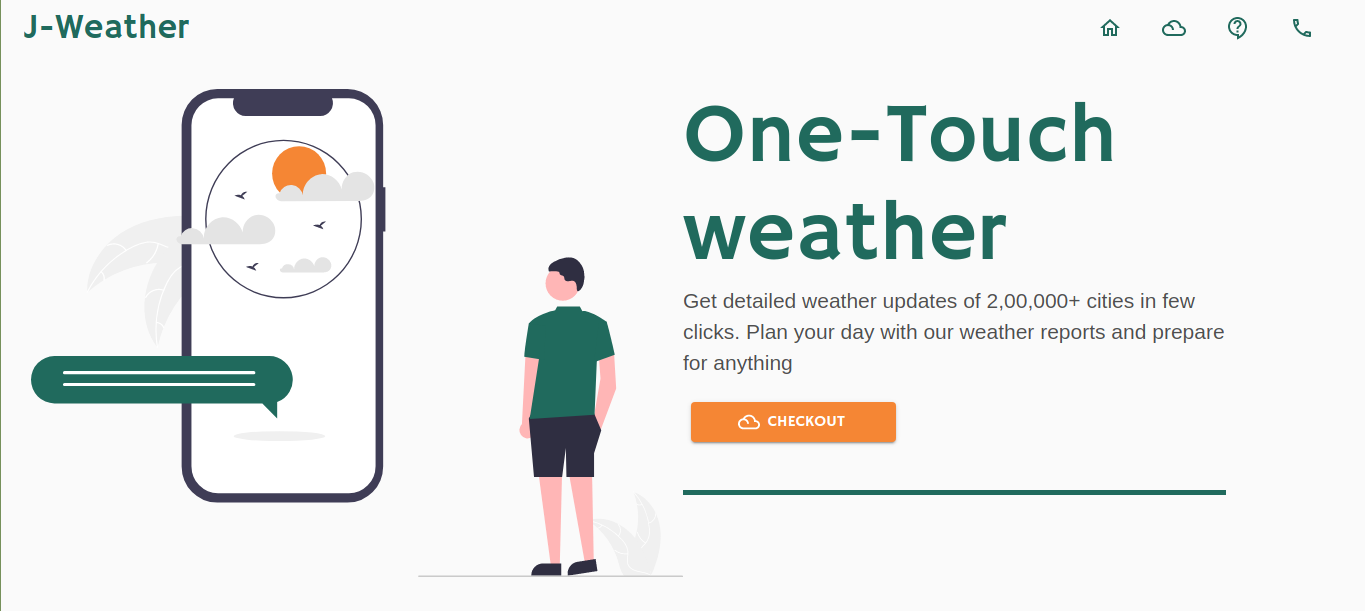 J-Weather
One-Touch
weather
Get detailed weather updates of 2,00,000+ cities in few
clicks. Plan your day with our weather reports and prepare
for anything
CHECKOUT